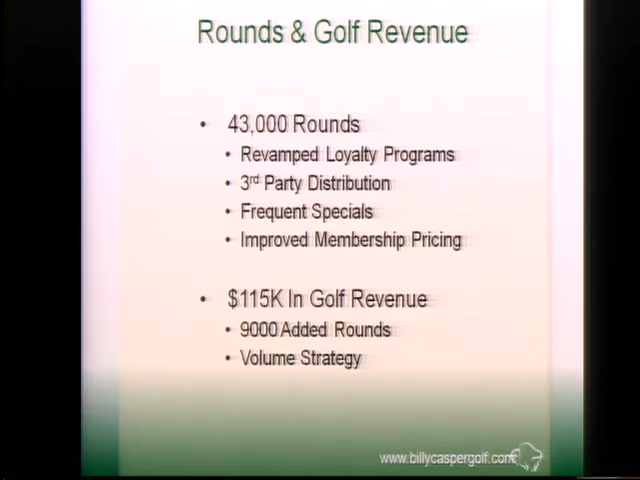 Rounds & Golf Revenue
• 43,000 Rounds
• Revamped Loyalty Programs
• 3rd Party Distribution
• Frequent Specials
• Improved Membership Pricing
• $115K In Golf Revenue
• 9000 Added Rounds
• Volume Strategy
www.billycaspergolf.com